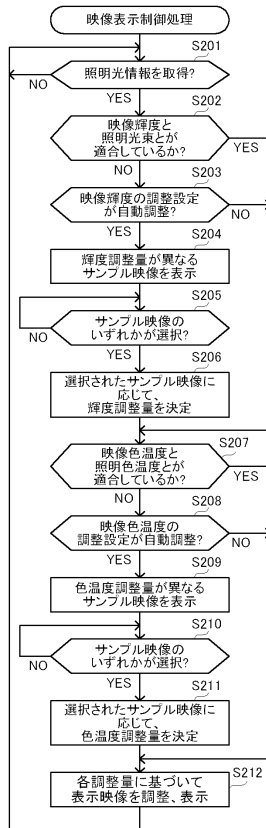 映像表示制御処理
S201
照明光情報を取得?
NO
YES
S202
映像輝度と
照明光束とが
適合しているか?
YES
NO
S203
映像輝度の調整設定
が自動調整?
NO
YES
S204
輝度調整量が異なる
サンプル映像を表示
S205
サンプル映像の
いずれかが選択?
NO
YES
S206
選択されたサンプル映像に
応じて、
輝度調整量を決定
S207
映像色温度と
照明色温度とが
適合しているか?
YES
NO
S208
映像色温度の
調整設定が自動調整?
NO
YES
S209
色温度調整量が異なる
サンプル映像を表示
S210
サンプル映像の
いずれかが選択?
NO
YES
S211
選択されたサンプル映像に
応じて、
色温度調整量を決定
S212
各調整量に基づいて
表示映像を調整、表示